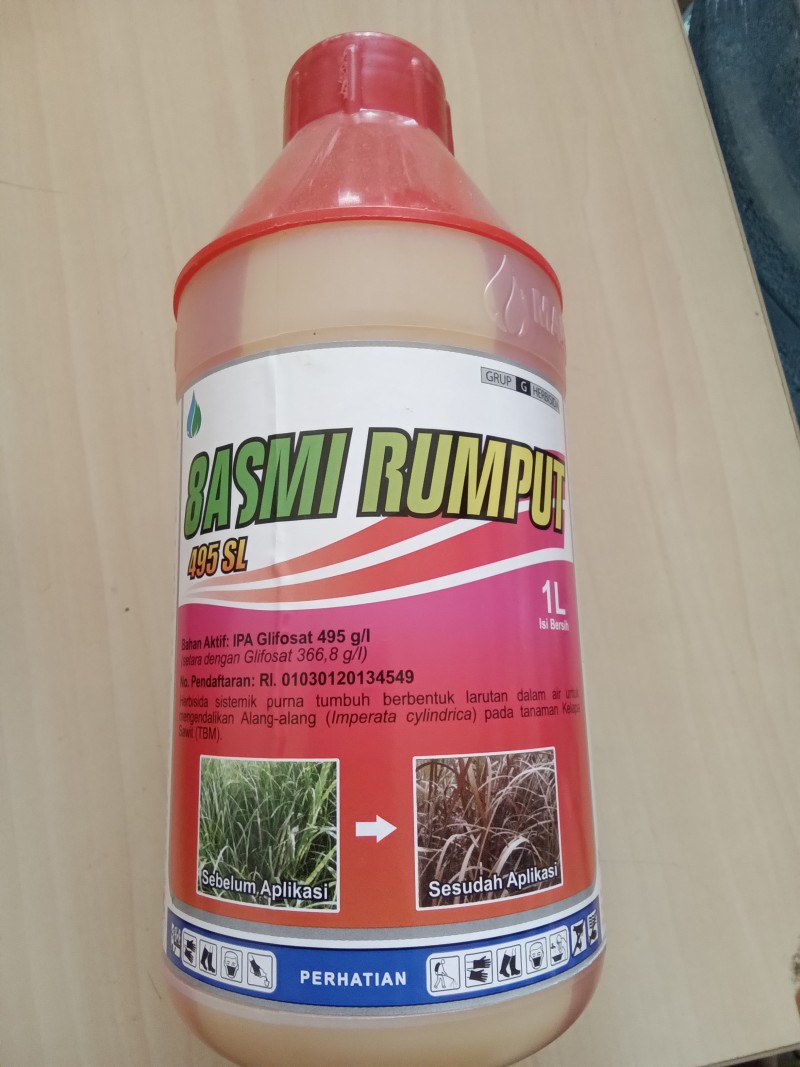 GRUP G HERBISIDA
8ASMI RUMPUT
495 SL
1L
Isi Bersih
Bahan Aktif: IPA Glifosat 495 g/l
(setara dengan Glifosat 366,8 g/l)
No. Pendaftaran: RI. 01030120134549
Herbisida sistemik purna tumbuh berbentuk larutan dalam air untuk
mengendalikan Alang-alang (Imperata cylindrica) pada tanaman Kelapa
Sawit (TBM).
Sebelum Aplikasi
Sesudah Aplikasi
PERHATIAN